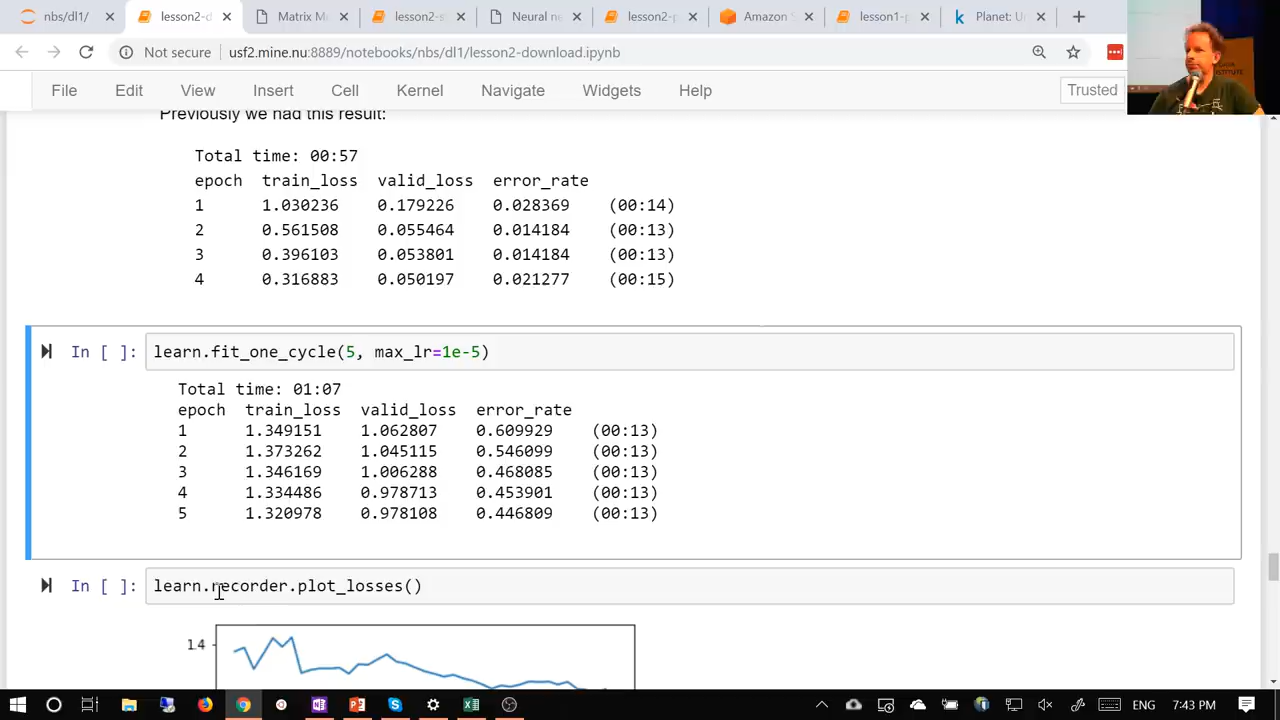 nbs/dl1/
lesson2-d
Matrix M
lesson2-s
Neural ne
lesson2-p
Amazon S
lesson1-p
Planet: U
Not secure
usf2.mine.nu:8889/notebooks/nbs/dl1/lesson2-download.ipynb
File Edit View Insert Cell Kernel Navigate Widgets Help
Trusted
Previously we had this result:
Total time: 00:57
epoch train_loss valid_loss error_rate
1 1.030236 0.179226 0.028369 (00:14)
2 0.561508 0.055464 0.014184 (00:13)
3 0.396103 0.053801 0.014184 (00:13)
4 0.316883 0.050197 0.021277 (00:15)
In [ ]: learn.fit_one_cycle(5, max_lr=1e-5)
Total time: 01:07
epoch train_loss valid_loss error_rate
1 1.349151 1.062807 0.609929 (00:13)
2 1.373262 1.045115 0.546099 (00:13)
3 1.346169 1.006288 0.468085 (00:13)
4 1.334486 0.978713 0.453901 (00:13)
5 1.320978 0.978108 0.446809 (00:13)
In [ ]: learn.recorder.plot_losses()
1.4
ENG
7:43 PM